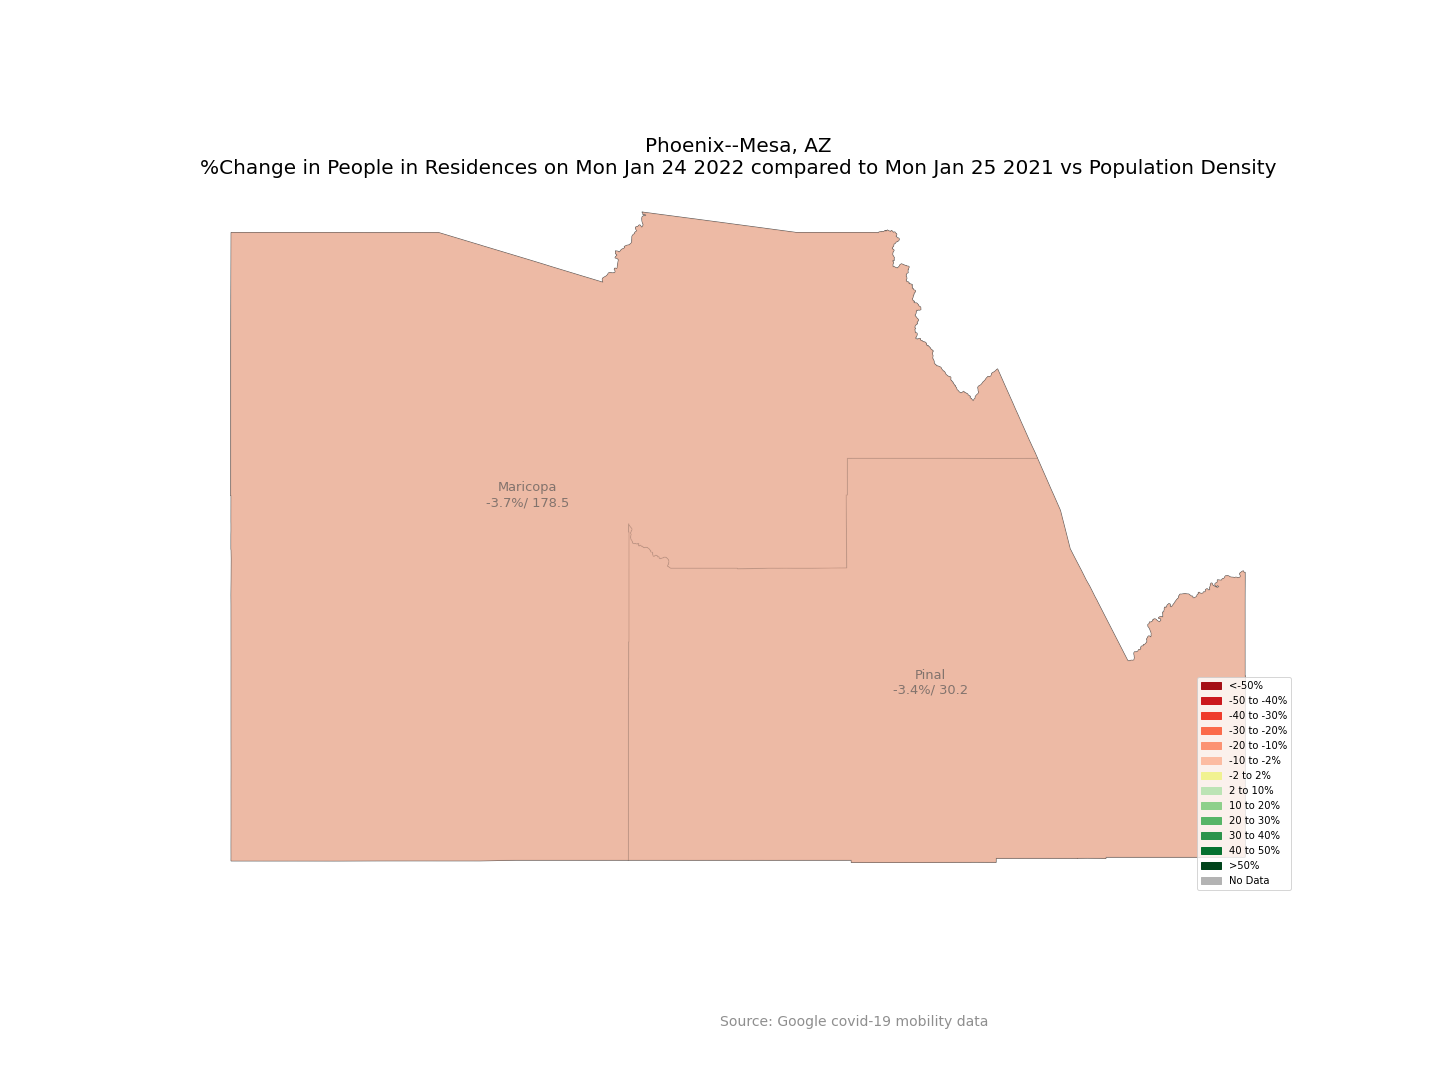 Phoenix--Mesa, AZ
%Change in People in Residences on Mon Jan 24 2022 compared to Mon Jan 25 2021 vs Population Density
Maricopa
-3.7%/ 178.5
Pinal
-3.4%/ 30.2
<-50%
-50 to -40%
-40 to -30%
-30 to -20%
-20 to -10%
-10 to -2%
-2 to 2%
2 to 10%
10 to 20%
20 to 30%
30 to 40%
40 to 50%
>50%
No Data
Source: Google covid-19 mobility data